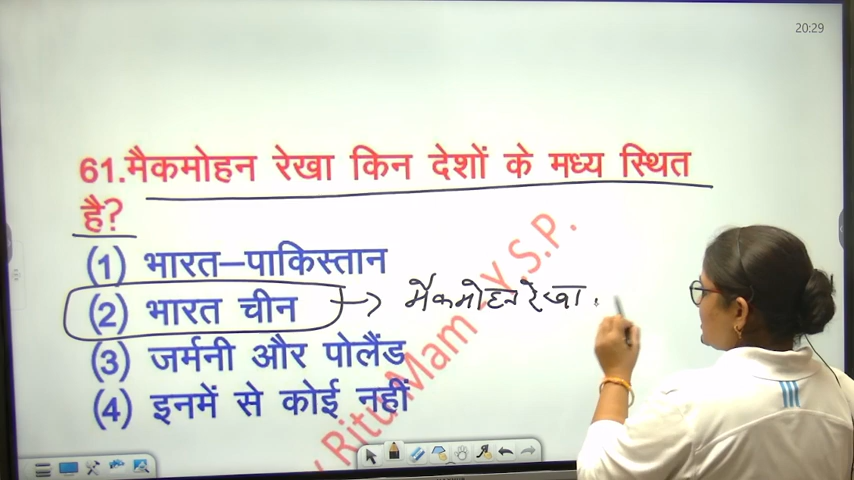 20:29
61.मैकमोहन रेखा किन देशों के मध्य स्थित
है?
(1) भारत–पाकिस्तान
(2) भारत चीन → मैकमोहन रेखा
(3) जर्मनी और पोलैंड
(4) इनमें से कोई नहीं
Ritu Mam - Y.S.P.